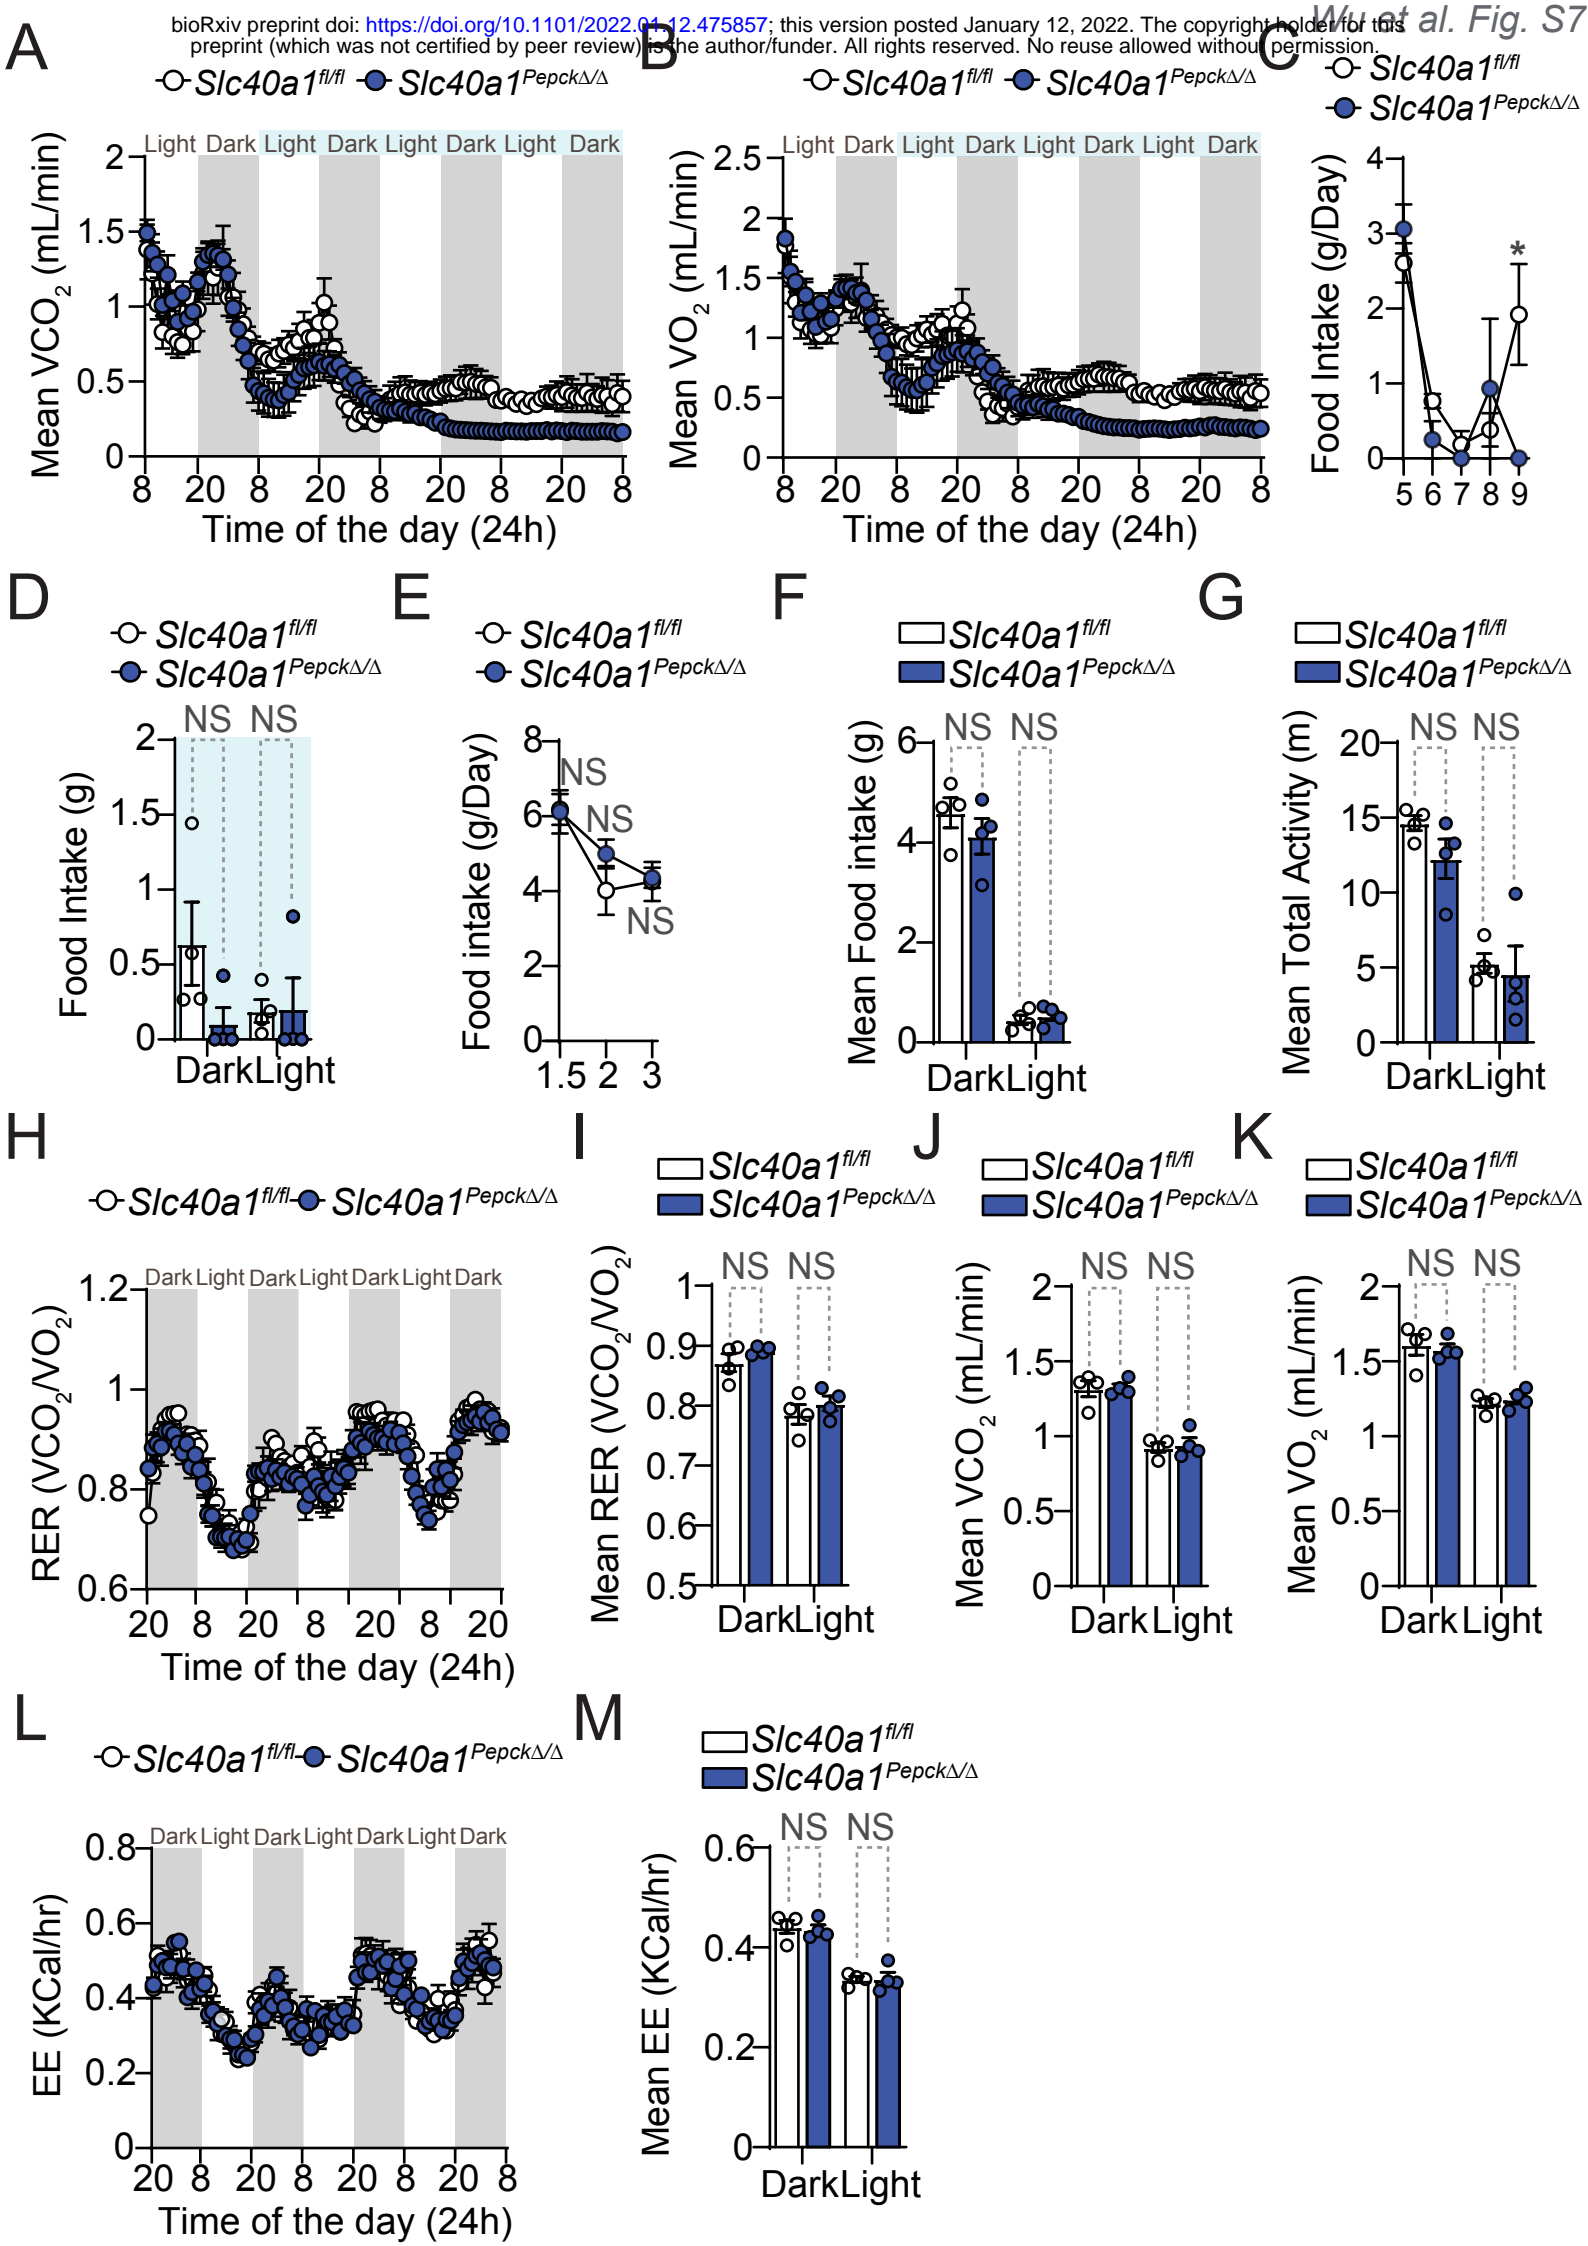 bioRxiv preprint doi: https://doi.org/10.1101/2022.01.12.475857; this version posted January 12, 2022. The copyright holder for this
preprint (which was not certified by peer review) is the author/funder. All rights reserved. No reuse allowed without permission.
Wu et al. Fig. S7
A
Slc40a1fl/fl Slc40a1PepckΔ/Δ
Light Dark Light Dark Light Dark Light Dark
Mean VCO2 (mL/min)
2
1.5
1
0.5
0
8 20 8 20 8 20 8 20 8
Time of the day (24h)
B
Slc40a1fl/fl Slc40a1PepckΔ/Δ
Light Dark Light Dark Light Dark Light Dark
Mean VO2 (mL/min)
2.5
2
1.5
1
0.5
0
8 20 8 20 8 20 8 20 8
Time of the day (24h)
C
Slc40a1fl/fl
Slc40a1PepckΔ/Δ
Food Intake (g/Day)
4
3
2
1
0
*
5 6 7 8 9
D
Slc40a1fl/fl
Slc40a1PepckΔ/Δ
NS NS
Food Intake (g)
2
1.5
1
0.5
0
Dark Light
E
Slc40a1fl/fl
Slc40a1PepckΔ/Δ
Food intake (g/Day)
8
6
4
2
0
NS
NS
NS
1.5 2 3
F
Slc40a1fl/fl
Slc40a1PepckΔ/Δ
NS NS
Mean Food intake (g)
6
4
2
0
Dark Light
G
Slc40a1fl/fl
Slc40a1PepckΔ/Δ
NS NS
Mean Total Activity (m)
20
15
10
5
0
Dark Light
H
Slc40a1fl/fl Slc40a1PepckΔ/Δ
Dark Light Dark Light Dark Light Dark
RER (VCO2/VO2)
1.2
1
0.8
0.6
20 8 20 8 20 8 20
Time of the day (24h)
I
Slc40a1fl/fl
Slc40a1PepckΔ/Δ
NS NS
Mean RER (VCO2/VO2)
1
0.9
0.8
0.7
0.6
0.5
Dark Light
J
Slc40a1fl/fl
Slc40a1PepckΔ/Δ
NS NS
Mean VCO2 (mL/min)
2
1.5
1
0.5
0
Dark Light
K
Slc40a1fl/fl
Slc40a1PepckΔ/Δ
NS NS
Mean VO2 (mL/min)
2
1.5
1
0.5
0
Dark Light
L
Slc40a1fl/fl Slc40a1PepckΔ/Δ
Dark Light Dark Light Dark Light Dark
EE (KCal/hr)
0.8
0.6
0.4
0.2
0
20 8 20 8 20 8 20 8
Time of the day (24h)
M
Slc40a1fl/fl
Slc40a1PepckΔ/Δ
NS NS
Mean EE (KCal/hr)
0.6
0.4
0.2
0
Dark Light